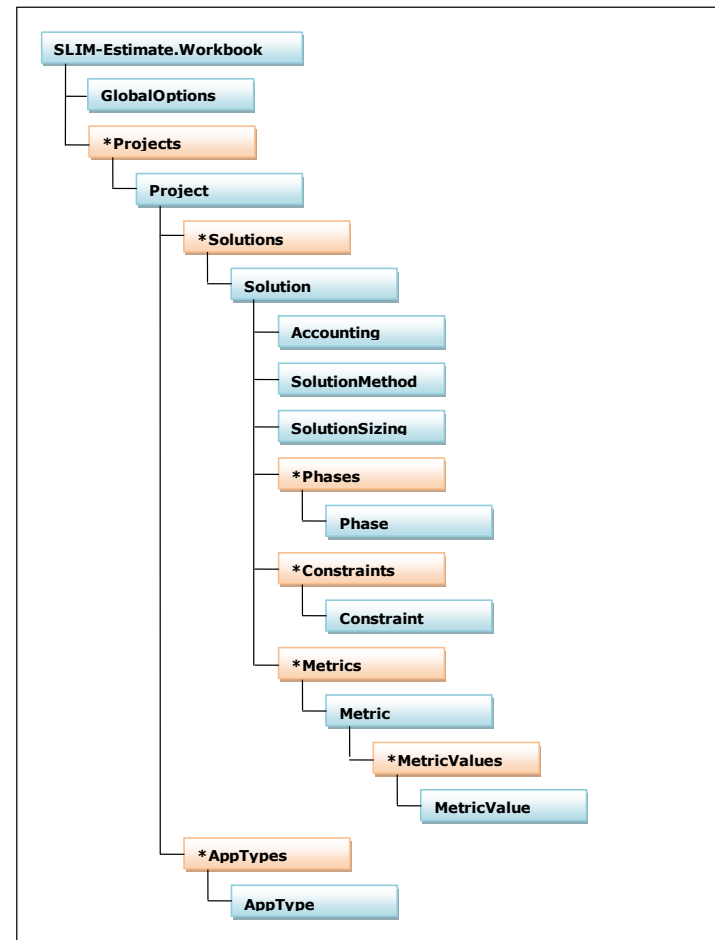 SLIM-Estimate.Workbook
GlobalOptions
*Projects
Project
*Solutions
Solution
Accounting
SolutionMethod
SolutionSizing
*Phases
Phase
*Constraints
Constraint
*Metrics
Metric
*MetricValues
MetricValue
*AppTypes
AppType